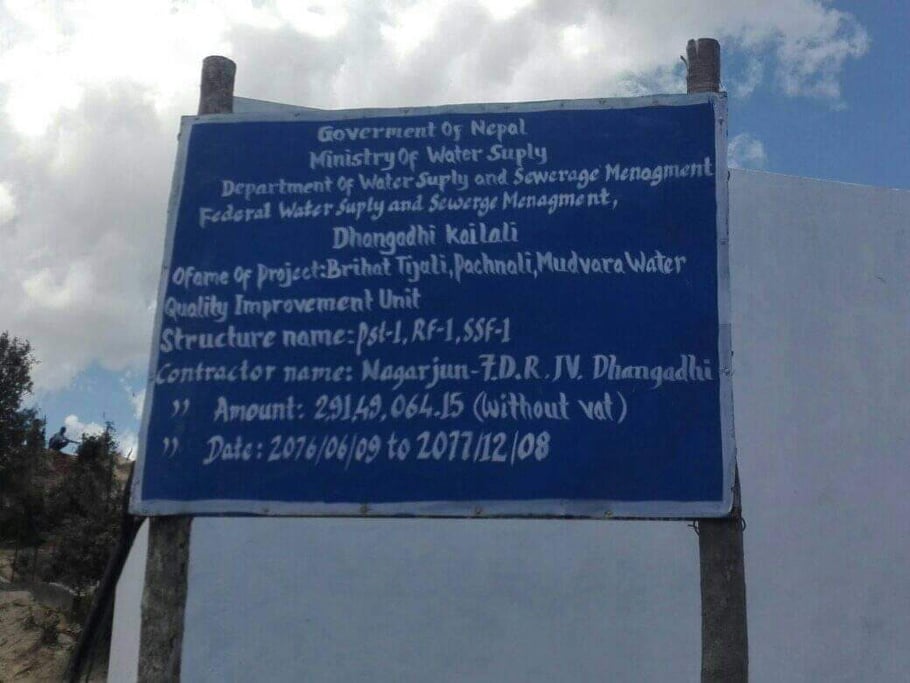 Goverment Of Nepal
Ministry Of Water Suply
Department Of Water Suply and Sewerage Menagment
Federal Water Suply and Sewerge Menagment,
Dhangadhi Kailali
Ofame Of Project:Brihat Tijali,Pachnali,Mudvara Water
Quality Improvement Unit
Structure name:pst-1, RF-1,SSF-1
Contractor name: Nagarjun-F.D.R. JV. Dhangadhi
" Amount: 291,49,064.15 (without vat)
" Date: 2076/06/09 to 2077/12/08